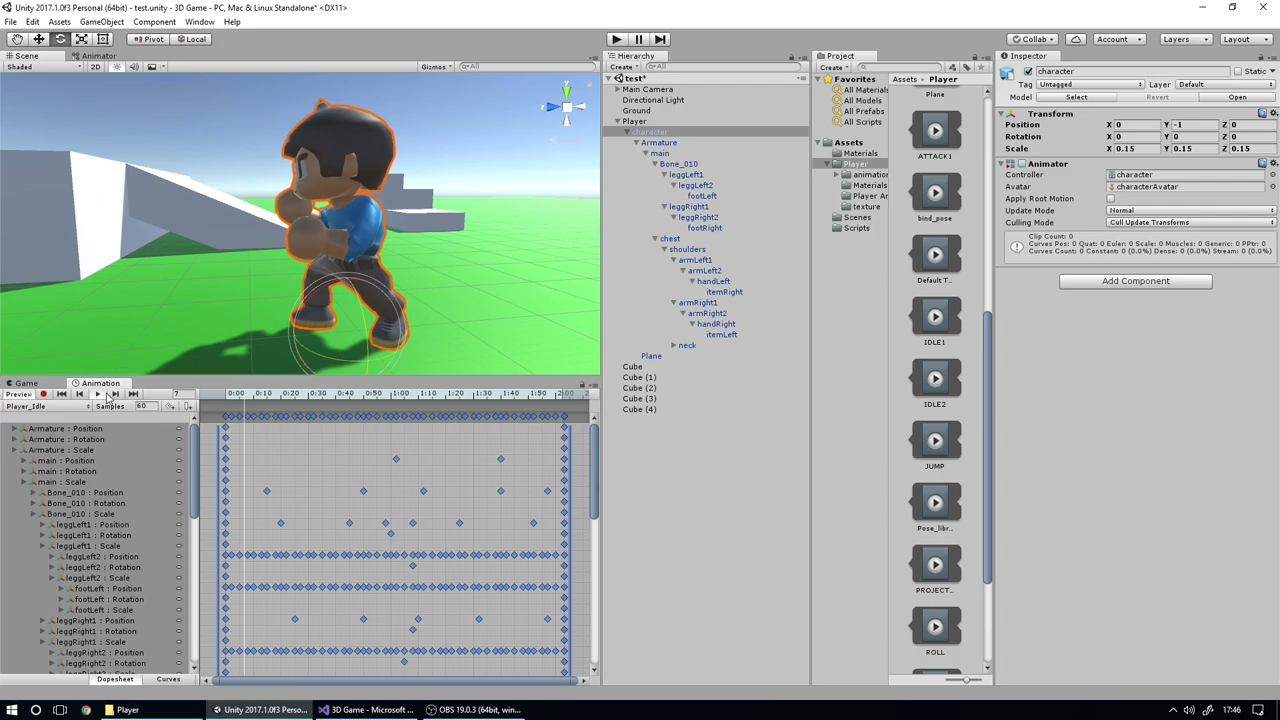 Unity 2017.1.0f3 Personal (64bit) - test.unity - 3D Game - PC, Mac & Linux Standalone* <DX11>
File Edit Assets GameObject Component Window Help
Pivot Local Collab Account Layers Layout
Scene Animator
Shaded 2D Gizmos All
y
z
Game Animation
Preview 7 0:00 0:10 0:20 0:30 0:40 0:50 1:00 1:10 1:20 1:30 1:40 1:50 2:00
Player_Idle Samples 60
Armature : Position
Armature : Rotation
Armature : Scale
main : Position
main : Rotation
main : Scale
Bone_010 : Position
Bone_010 : Rotation
Bone_010 : Scale
leggLeft1 : Position
leggLeft1 : Rotation
leggLeft1 : Scale
leggLeft2 : Position
leggLeft2 : Rotation
leggLeft2 : Scale
footLeft : Position
footLeft : Rotation
footLeft : Scale
leggRight1 : Position
leggRight1 : Rotation
leggRight1 : Scale
leggRight2 : Position
leggRight2 : Rotation
Dopesheet Curves
Hierarchy
Create All
test*
Main Camera
Directional Light
Ground
Player
character
Armature
main
Bone_010
leggLeft1
leggLeft2
footLeft
leggRight1
leggRight2
footRight
chest
shoulders
armLeft1
armLeft2
handLeft
itemRight
armRight1
armRight2
handRight
itemLeft
neck
Plane
Cube
Cube (1)
Cube (2)
Cube (3)
Cube (4)
Project
Create
Favorites
All Materials
All Models
All Prefabs
All Scripts
Assets
Materials
Player
animation
Materials
Player Ar
texture
Scenes
Scripts
Assets Player
Plane
ATTACK1
bind_pose
Default T...
IDLE1
IDLE2
JUMP
Pose_libr...
PROJECT...
ROLL
Inspector
character Static
Tag Untagged Layer Default
Model Select Revert Open
Transform
Position X 0 Y -1 Z 0
Rotation X 0 Y 0 Z 0
Scale X 0.15 Y 0.15 Z 0.15
Animator
Controller character
Avatar characterAvatar
Apply Root Motion
Update Mode Normal
Culling Mode Cull Update Transforms
Clip Count: 0
Curves Pos: 0 Quat: 0 Euler: 0 Scale: 0 Muscles: 0 Generic: 0 PPtr: 0
Curves Count: 0 Constant: 0 (0.0%) Dense: 0 (0.0%) Stream: 0 (0.0%)
Add Component
Player
Unity 2017.1.0f3 Perso...
3D Game - Microsoft ...
OBS 19.0.3 (64bit, win...
17:46